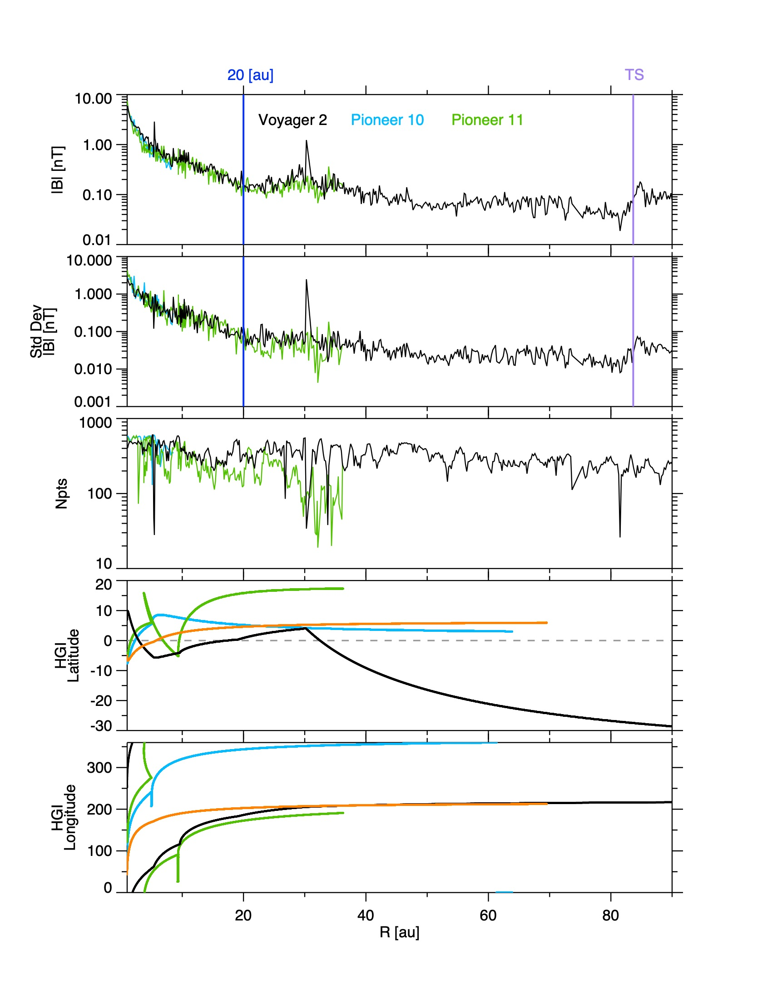 20 [au]
TS
10.00
1.00
0.10
0.01
|B| [nT]
Voyager 2
Pioneer 10
Pioneer 11
10.000
1.000
0.100
0.010
0.001
Std Dev
|B| [nT]
1000
100
10
Npts
20
10
0
-10
-20
-30
HGI
Latitude
300
200
100
0
HGI
Longitude
20
40
60
80
R [au]